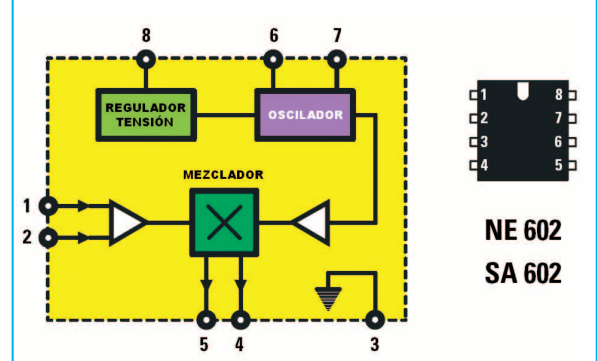 8 6 7
REGULADOR
TENSIÓN
OSCILADOR
1 8
2 7
3 6
4 5
MEZCLADOR
1
2
NE 602
SA 602
5 4 3